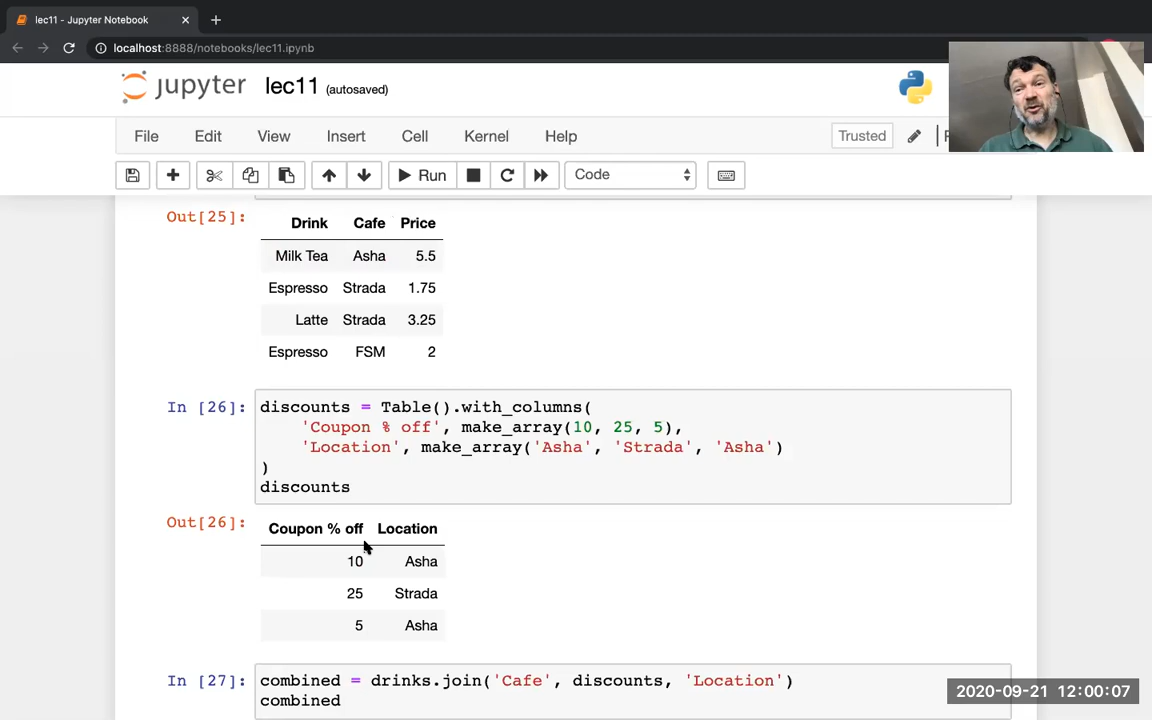 lec11 - Jupyter Notebook
localhost:8888/notebooks/lec11.ipynb
jupyter lec11 (autosaved)
File Edit View Insert Cell Kernel Help Trusted
Run Code
Out[25]:
Drink Cafe Price
Milk Tea Asha 5.5
Espresso Strada 1.75
Latte Strada 3.25
Espresso FSM 2
In [26]: discounts = Table().with_columns(
'Coupon % off', make_array(10, 25, 5),
'Location', make_array('Asha', 'Strada', 'Asha')
)
discounts
Out[26]:
Coupon % off Location
10 Asha
25 Strada
5 Asha
In [27]: combined = drinks.join('Cafe', discounts, 'Location')
combined
2020-09-21 12:00:07